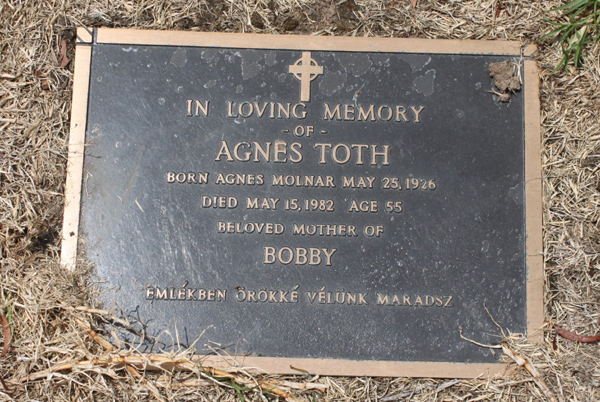 IN LOVING MEMORY
- OF -
AGNES TOTH
BORN AGNES MOLNAR MAY 25, 1926
DIED MAY 15, 1982 AGE 55
BELOVED MOTHER OF
BOBBY
EMLÉKBEN ÖRÖKKÉ VÉLÜNK MARADSZ